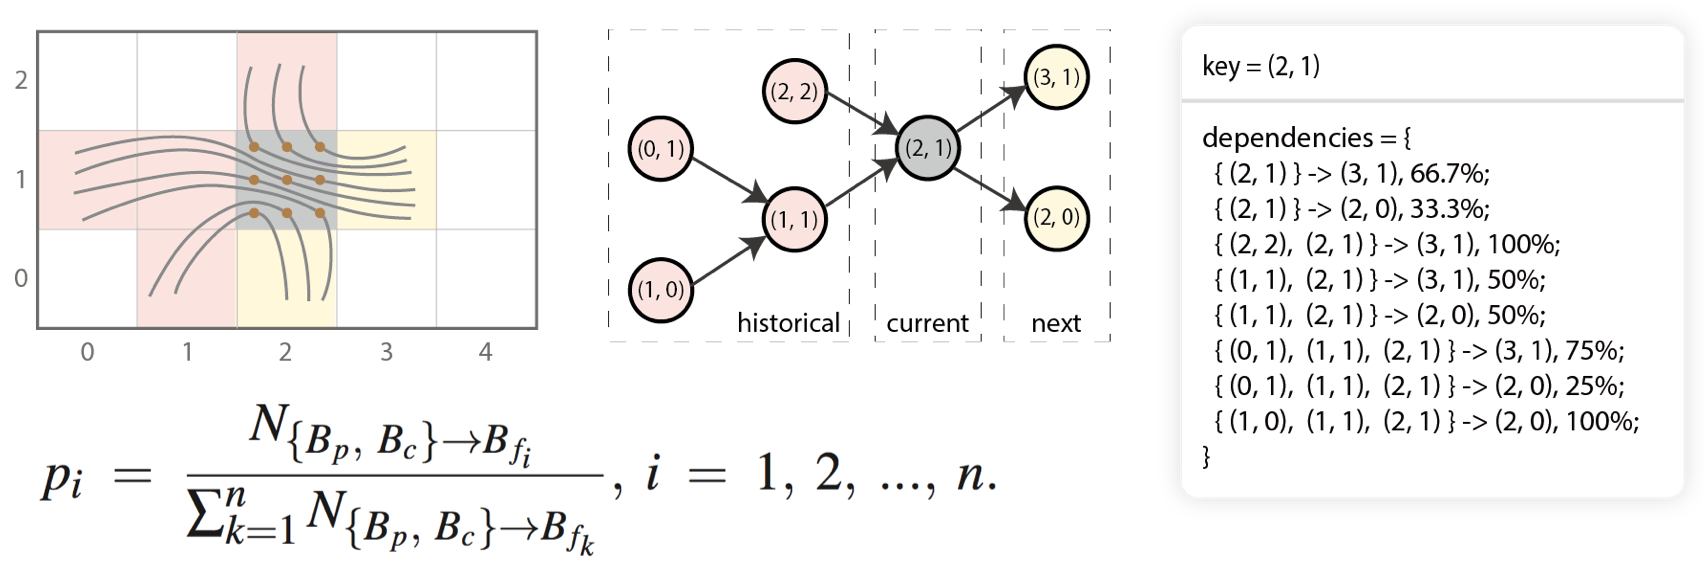 2
1
0
0 1 2 3 4
(2, 2)
(0, 1)
(1, 1)
(1, 0)
(2, 1)
(3, 1)
(2, 0)
historical
current
next
key = (2, 1)
dependencies = {
{ (2, 1) } -> (3, 1), 66.7%;
{ (2, 1) } -> (2, 0), 33.3%;
{ (2, 2), (2, 1) } -> (3, 1), 100%;
{ (1, 1), (2, 1) } -> (3, 1), 50%;
{ (1, 1), (2, 1) } -> (2, 0), 50%;
{ (0, 1), (1, 1), (2, 1) } -> (3, 1), 75%;
{ (0, 1), (1, 1), (2, 1) } -> (2, 0), 25%;
{ (1, 0), (1, 1), (2, 1) } -> (2, 0), 100%;
}
p_i = \frac{N_{\{B_p, B_c\}→B_{f_i}}}{\sum_{k=1}^{n} N_{\{B_p, B_c\}→B_{f_k}}}, i = 1, 2, ..., n.